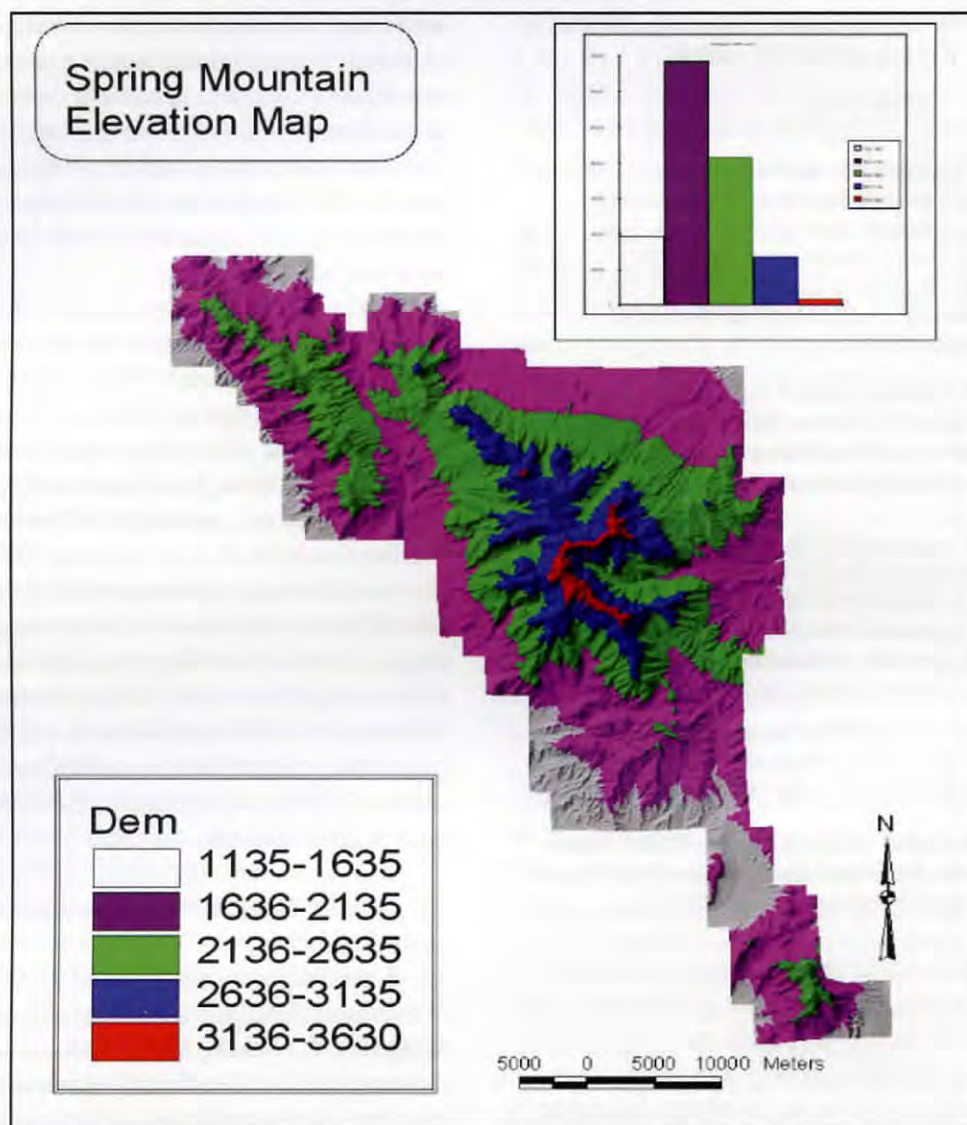 Spring Mountain
Elevation Map
Dem
1135-1635
1636-2135
2136-2635
2636-3135
3136-3630
N
5000 0 5000 10000 Meters